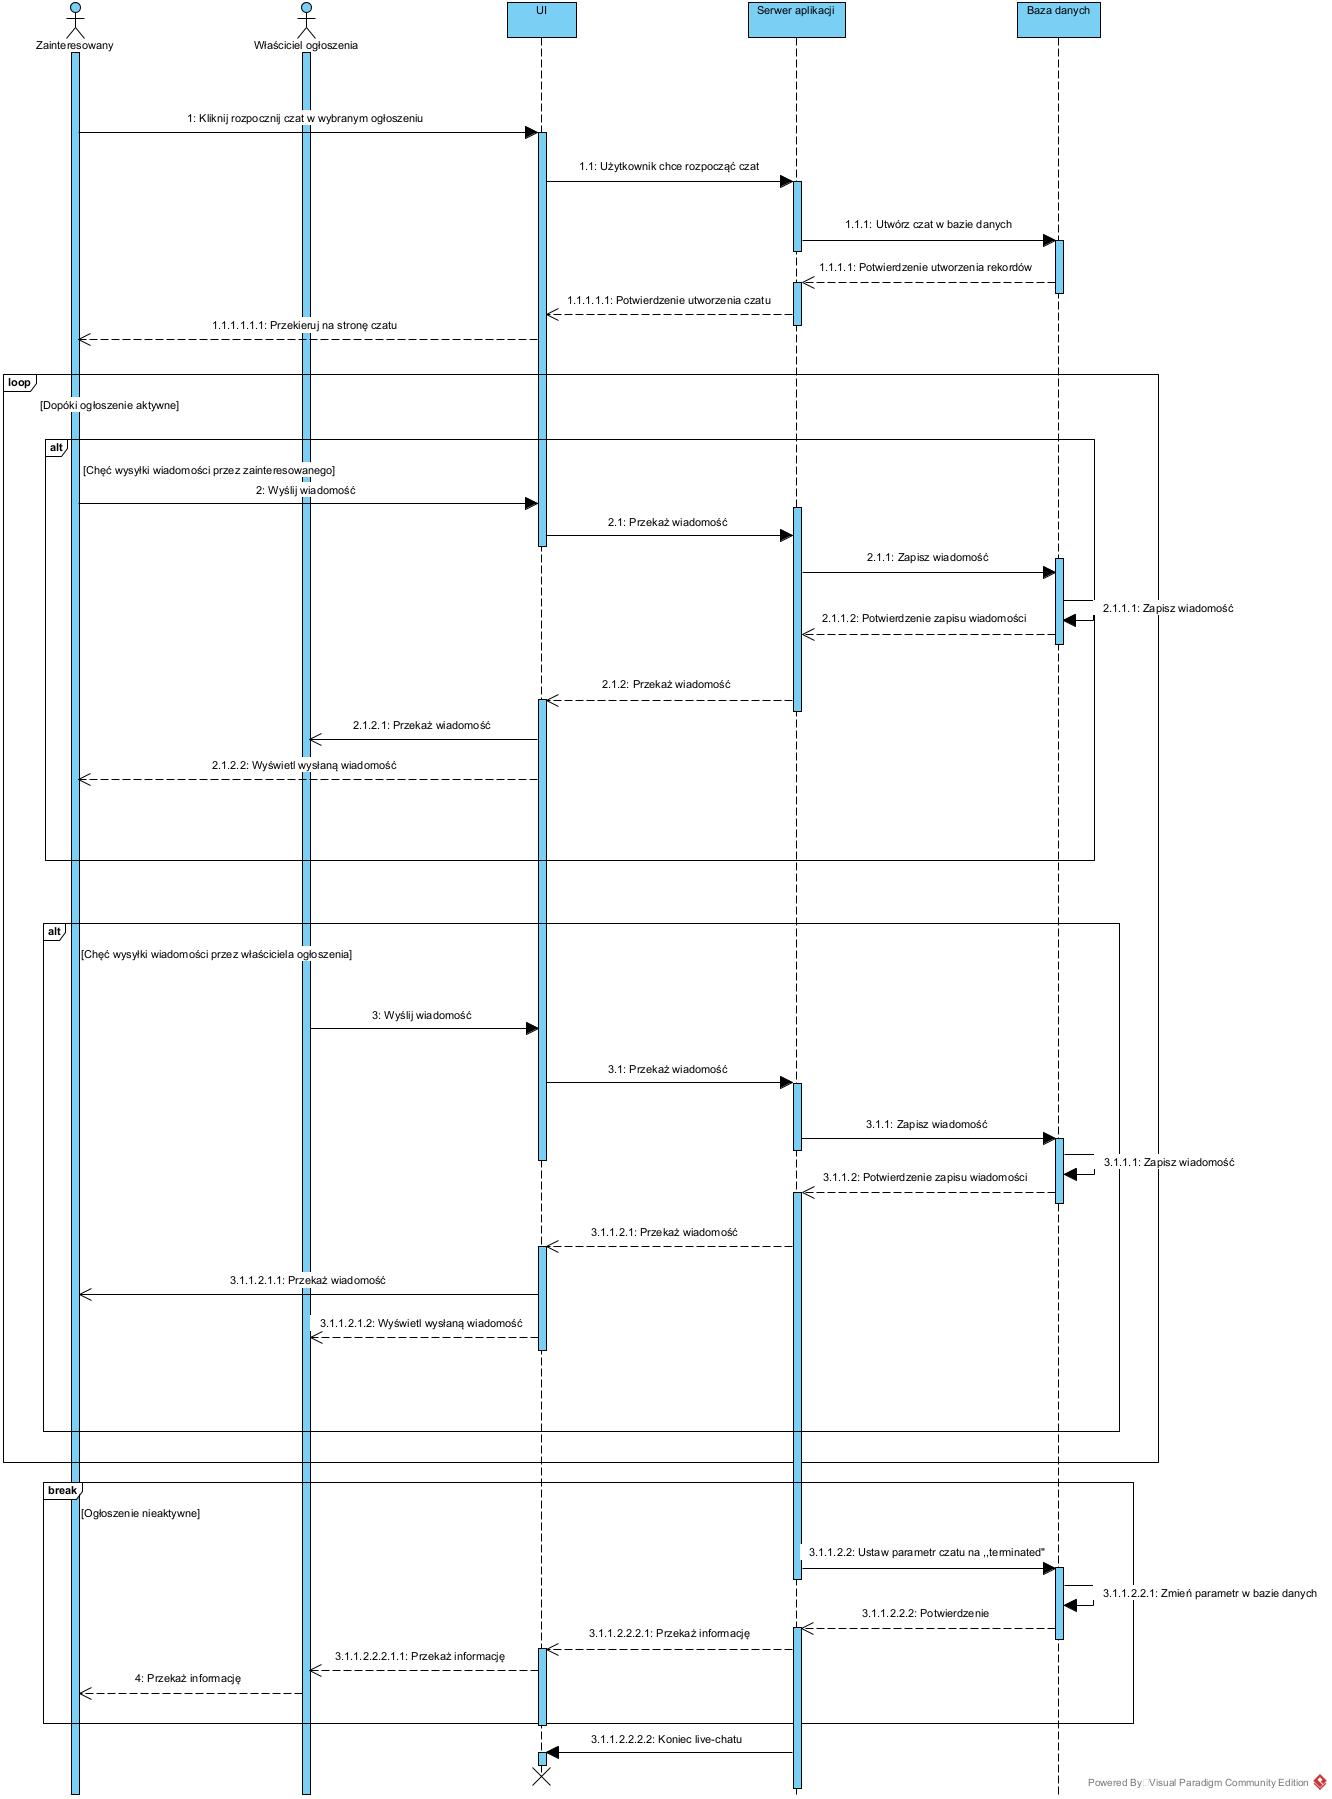 Zainteresowany
Właściciel ogłoszenia
UI
Serwer aplikacji
Baza danych
1: Kliknij rozpocznij czat w wybranym ogłoszeniu
1.1: Użytkownik chce rozpocząć czat
1.1.1: Utwórz czat w bazie danych
1.1.1.1: Potwierdzenie utworzenia rekordów
1.1.1.1.1: Potwierdzenie utworzenia czatu
1.1.1.1.1.1: Przekieruj na stronę czatu
loop
[Dopóki ogłoszenie aktywne]
alt
[Chęć wysyłki wiadomości przez zainteresowanego]
2: Wyślij wiadomość
2.1: Przekaż wiadomość
2.1.1: Zapisz wiadomość
2.1.1.1: Zapisz wiadomość
2.1.1.2: Potwierdzenie zapisu wiadomości
2.1.2: Przekaż wiadomość
2.1.2.1: Przekaż wiadomość
2.1.2.2: Wyświetl wysłaną wiadomość
alt
[Chęć wysyłki wiadomości przez właściciela ogłoszenia]
3: Wyślij wiadomość
3.1: Przekaż wiadomość
3.1.1: Zapisz wiadomość
3.1.1.1: Zapisz wiadomość
3.1.1.2: Potwierdzenie zapisu wiadomości
3.1.1.2.1: Przekaż wiadomość
3.1.1.2.1.1: Przekaż wiadomość
3.1.1.2.1.2: Wyświetl wysłaną wiadomość
break
[Ogłoszenie nieaktywne]
3.1.1.2.2: Ustaw parametr czatu na ,,terminated"
3.1.1.2.2.1: Zmień parametr w bazie danych
3.1.1.2.2.2: Potwierdzenie
3.1.1.2.2.2.1: Przekaż informację
3.1.1.2.2.2.1.1: Przekaż informację
4: Przekaż informację
3.1.1.2.2.2.2: Koniec live-chatu
Powered By Visual Paradigm Community Edition